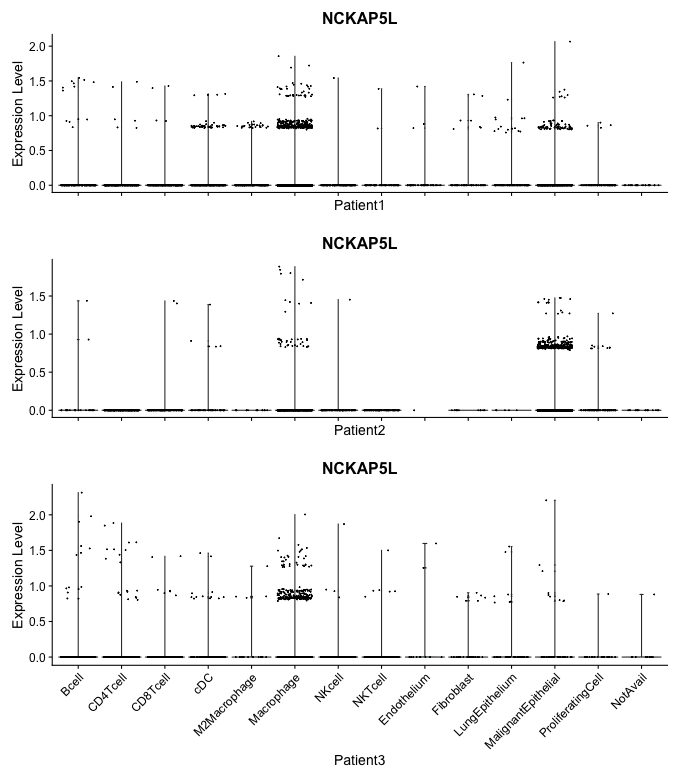 NCKAP5L
Expression Level
2.0
1.5
1.0
0.5
0.0
Patient1
NCKAP5L
Expression Level
1.5
1.0
0.5
0.0
Patient2
NCKAP5L
Expression Level
2.0
1.5
1.0
0.5
0.0
Bcell
CD4Tcell
CD8Tcell
cDC
M2Macrophage
Macrophage
NKcell
NKTcell
Endothelium
Fibroblast
LungEpithelium
MalignantEpithelial
ProliferatingCell
NotAvail
Patient3